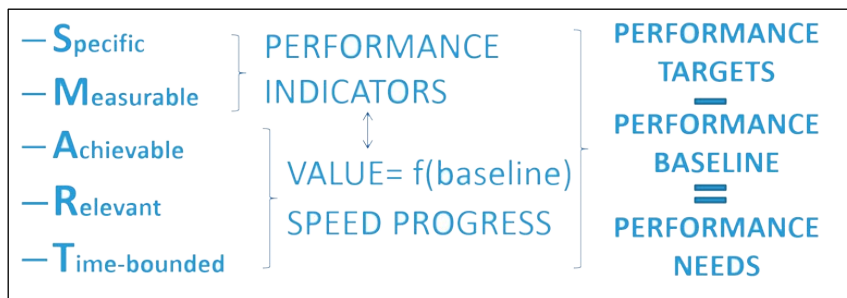 — Specific
— Measurable
— Achievable
— Relevant
— Time-bounded
PERFORMANCE
INDICATORS
VALUE= f(baseline)
SPEED PROGRESS
PERFORMANCE
TARGETS
–
PERFORMANCE
BASELINE
=
PERFORMANCE
NEEDS